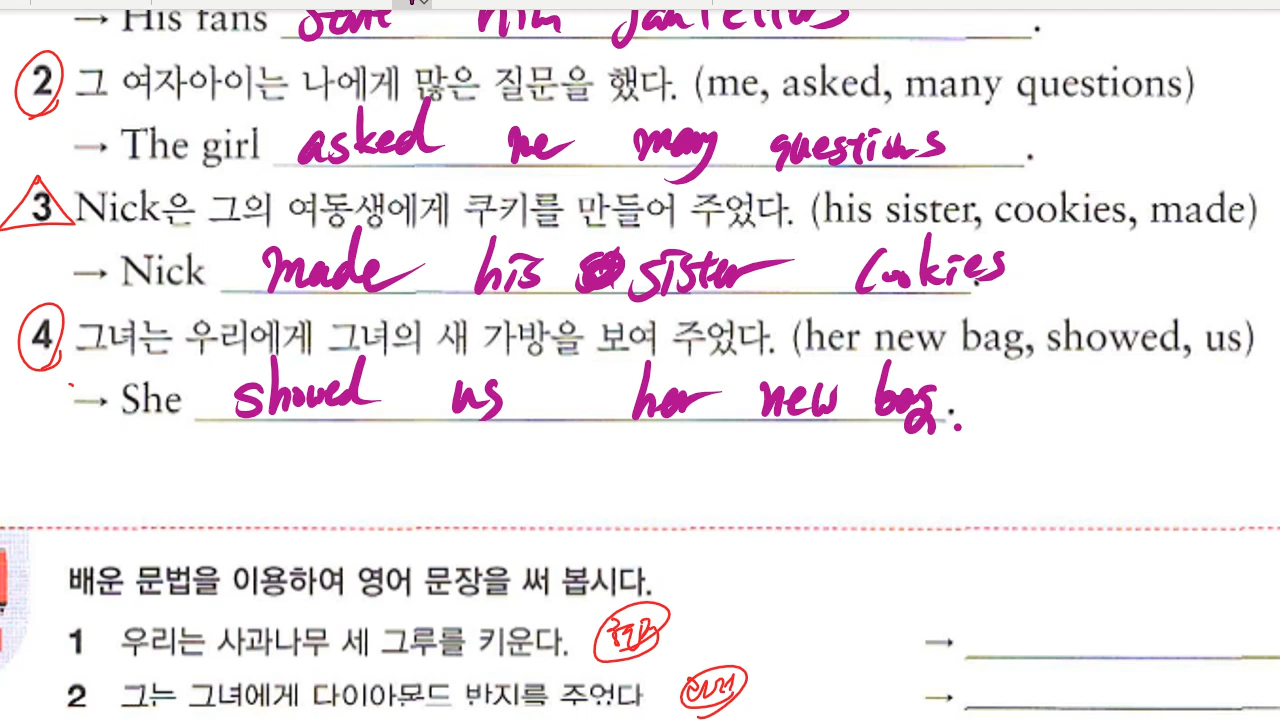 → His fans him .
2 그 여자아이는 나에게 많은 질문을 했다. (me, asked, many questions)
→ The girl asked me many questions .
3 Nick은 그의 여동생에게 쿠키를 만들어 주었다. (his sister, cookies, made)
→ Nick made his sister cookies .
4 그녀는 우리에게 그녀의 새 가방을 보여 주었다. (her new bag, showed, us)
→ She showed us her new bag .
배운 문법을 이용하여 영어 문장을 써 봅시다.
1 우리는 사과나무 세 그루를 키운다. →
2 그는 그녀에게 다이아몬드 반지를 주었다 →